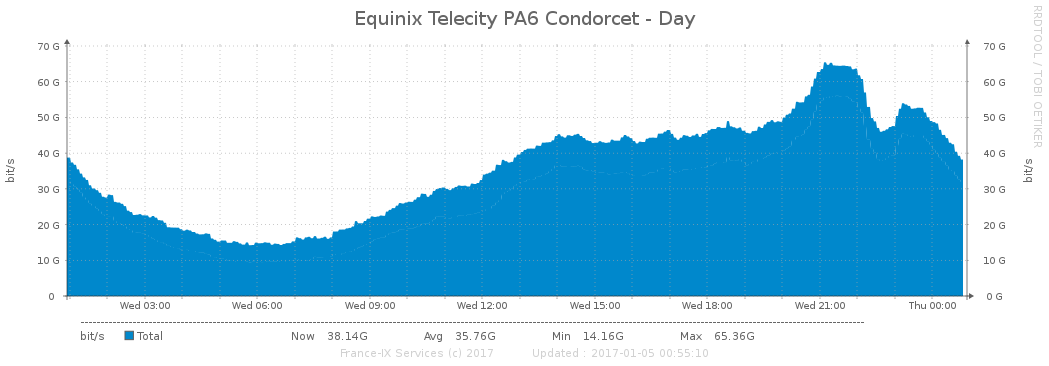 Equinix Telecity PA6 Condorcet - Day
RRDTOOL / TOBI OETIKER
70 G 70 G
60 G 60 G
50 G 50 G
40 G 40 G
bit/s bit/s
30 G 30 G
20 G 20 G
10 G 10 G
0 0 G
Wed 03:00 Wed 06:00 Wed 09:00 Wed 12:00 Wed 15:00 Wed 18:00 Wed 21:00 Thu 00:00
bit/s Total Now 38.14G Avg 35.76G Min 14.16G Max 65.36G
France-IX Services (c) 2017 Updated : 2017-01-05 00:55:10